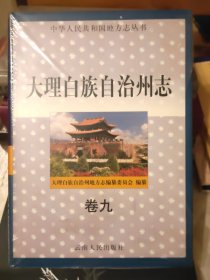 中华人民共和国地方志丛书
大理白族自治州志
大理白族自治州地方志编纂委员会 编纂
卷九
云南人民出版社